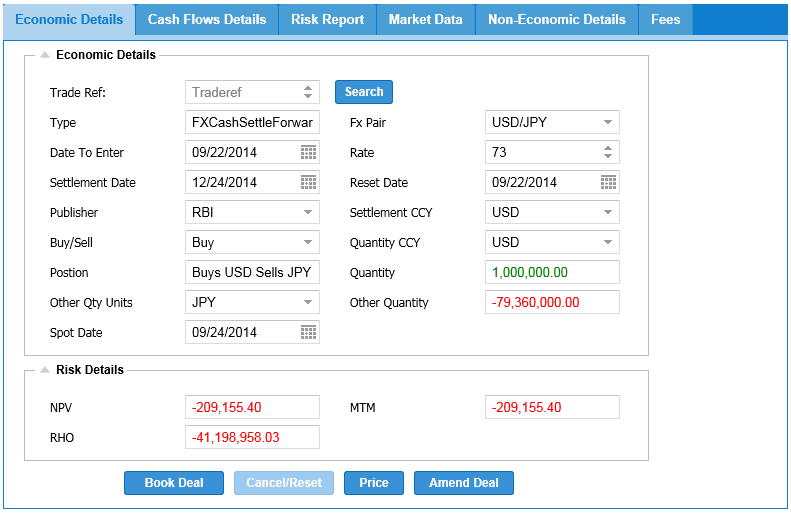 Economic Details Cash Flows Details Risk Report Market Data Non-Economic Details Fees
Economic Details
Trade Ref: Traderef Search
Type FXCashSettleForwar Fx Pair USD/JPY
Date To Enter 09/22/2014 Rate 73
Settlement Date 12/24/2014 Reset Date 09/22/2014
Publisher RBI Settlement CCY USD
Buy/Sell Buy Quantity CCY USD
Postion Buys USD Sells JPY Quantity 1,000,000.00
Other Qty Units JPY Other Quantity -79,360,000.00
Spot Date 09/24/2014
Risk Details
NPV -209,155.40 MTM -209,155.40
RHO -41,198,958.03
Book Deal Cancel/Reset Price Amend Deal